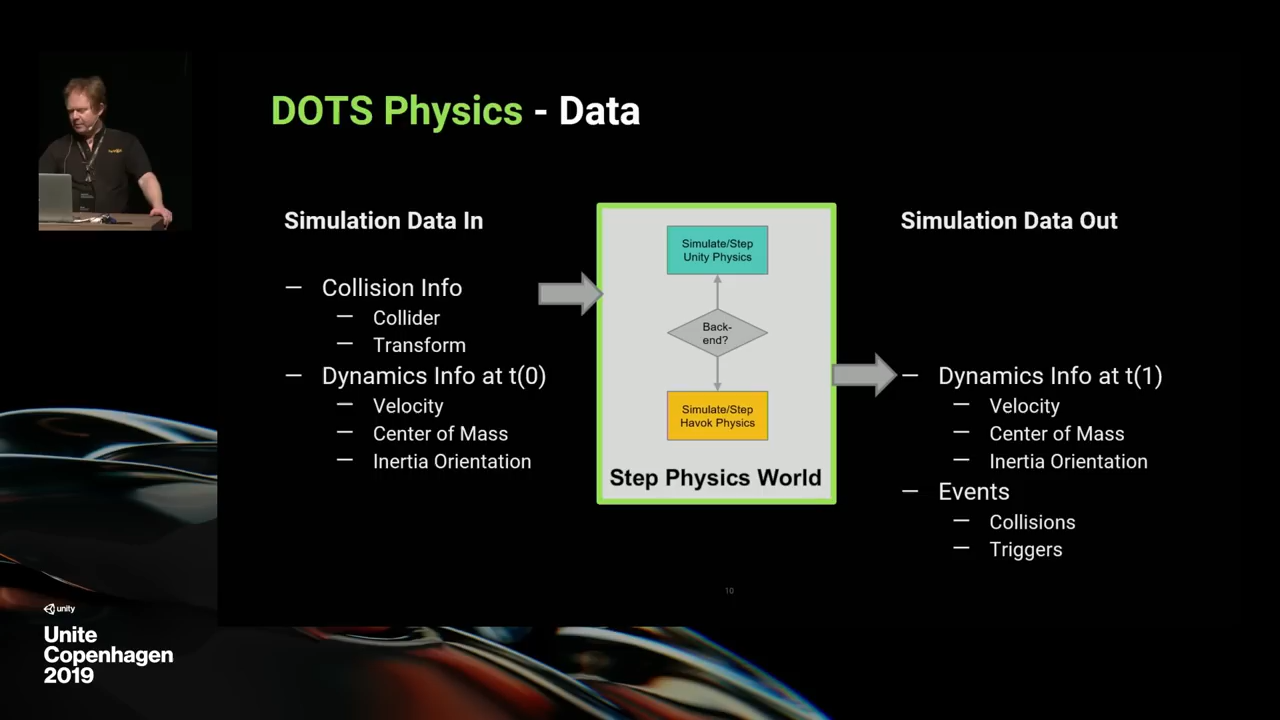 DOTS Physics - Data
Simulation Data In
— Collision Info
— Collider
— Transform
— Dynamics Info at t(0)
— Velocity
— Center of Mass
— Inertia Orientation
Simulate/Step
Unity Physics
Back-
end?
Simulate/Step
Havok Physics
Step Physics World
Simulation Data Out
— Dynamics Info at t(1)
— Velocity
— Center of Mass
— Inertia Orientation
— Events
— Collisions
— Triggers
10
unity
Unite
Copenhagen
2019